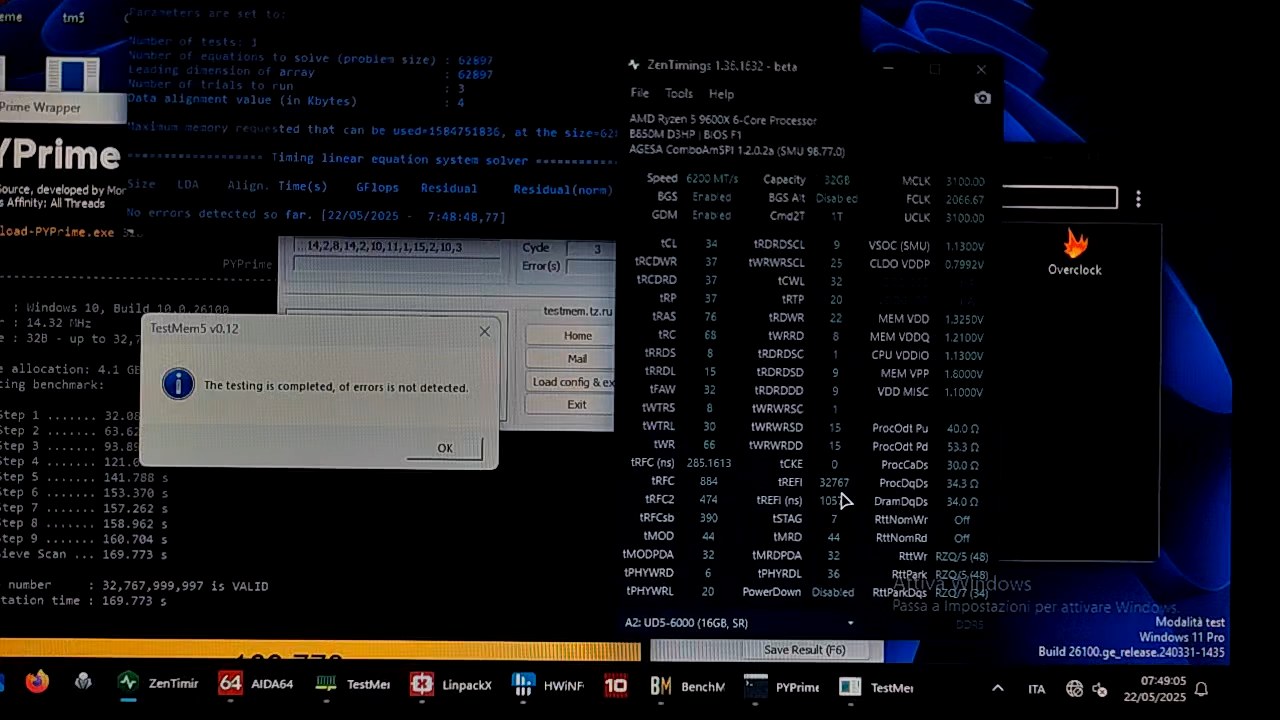 eme
tm5
Parameters are set to:
Number of tests: 1
Number of equations to solve (problem size) : 62897
Leading dimension of array : 62897
Number of trials to run : 3
Data alignment value (in Kbytes) : 4
Maximum memory requested that can be used=1584751836, at the size=62
=================== Timing linear equation system solver ==========
Size LDA Align. Time(s) GFlops Residual Residual(norm)
No errors detected so far. [22/05/2025 - 7:48:48,77]
Prime Wrapper
YPrime
Source, developed by Mor
s Affinity; All Threads
load-PYPrime.exe
PYPrime
: Windows 10, Build 10.0.26100
: 14.32 MHz
: 32B - up to 32,7
e allocation: 4.1 GB
ting benchmark:
Step 1 ....... 32.08
Step 2 ....... 63.62
Step 3 ....... 93.89
Step 4 ....... 121.0
Step 5 ....... 141.788 s
Step 6 ....... 153.370 s
Step 7 ....... 157.262 s
Step 8 ....... 158.962 s
Step 9 ....... 160.704 s
Sieve Scan ... 169.773 s
number : 32,767,999,997 is VALID
tation time : 169.773 s
...14,2,8,14,2,10,11,1,15,2,10,3
Cycle 3
Error(s)
testmem.tz.ru
Home
Mail
Load config & ex
Exit
TestMem5 v0.12
The testing is completed, of errors is not detected.
OK
ZenTimings 1.36.1632 - beta
File Tools Help
AMD Ryzen 5 9600X 6-Core Processor
B850M D3HP | BIOS F1
AGESA ComboAm5PI 1.2.0.2a (SMU 98.77.0)
Speed 6200 MT/s Capacity 32GB MCLK 3100.00
BGS Enabled BGS Alt Disabled FCLK 2066.67
GDM Enabled Cmd2T 1T UCLK 3100.00
tCL 34 tRDRDSCL 9 VSOC (SMU) 1.1300V
tRCDWR 37 tWRWRSCL 25 CLDO VDDP 0.7992V
tRCDRD 37 tCWL 32
tRP 37 tRTP 20
tRAS 76 tRDWR 22 MEM VDD 1.3250V
tRC 68 tWRRD 8 MEM VDDQ 1.2100V
tRRDS 8 tRDRDSC 1 CPU VDDIO 1.1300V
tRRDL 15 tRDRDSD 9 MEM VPP 1.8000V
tFAW 32 tRDRDDD 9 VDD MISC 1.1000V
tWTRS 8 tWRWRSC 1
tWTRL 30 tWRWRSD 15 ProcOdt Pu 40.0 Ω
tWR 66 tWRWRDD 15 ProcOdt Pd 53.3 Ω
tRFC (ns) 285.1613 tCKE 0 ProcCaDs 30.0 Ω
tRFC 884 tREFI 32767 ProcDqDs 34.3 Ω
tRFC2 474 tREFI (ns) 105 DramDqDs 34.0 Ω
tRFCsb 390 tSTAG 7 RttNomWr Off
tMOD 44 tMRD 44 RttNomRd Off
tMODPDA 32 tMRDPDA 32 RttWr RZQ/5 (48)
tPHYWRD 6 tPHYRDL 36 RttPark RZQ/5 (48)
tPHYWRL 20 PowerDown Disabled RttParkDqs RZQ/7 (34)
A2: UD5-6000 (16GB, SR)
DDR5
Save Result (F6)
Overclock
Attiva Windows
Passa a Impostazioni per attivare Windows.
Modalità test
Windows 11 Pro
Build 26100.ge_release.240331-1435
ZenTimir
64
AIDA64
TestMe
LinpackX
HWiNF
10
BM
BenchM
PYPrime
TestMer
ITA
07:49:05
22/05/2025